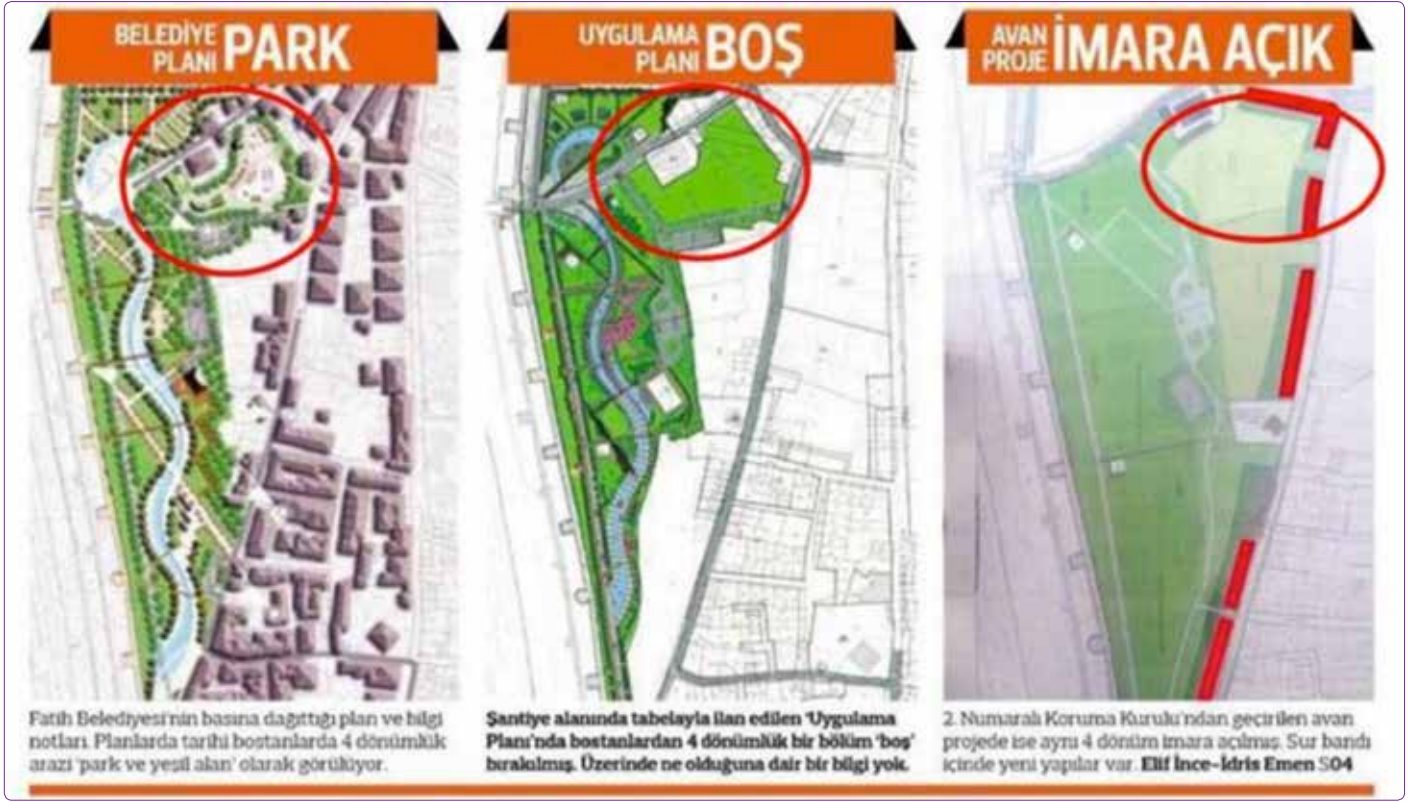 BELEDİYE
PLANI PARK
Fatih Belediyesi'nin basına dağıttığı plan ve bilgi
notları. Planlarda tarihi bostanlarda 4 dönümlük
arazi 'park ve yeşil alan' olarak görülüyor.
UYGULAMA
PLANI BOŞ
Şantiye alanında tabelayla ilan edilen 'Uygulama
Planı'nda bostanlardan 4 dönümlük bir bölüm 'boş'
bırakılmış. Üzerinde ne olduğuna dair bir bilgi yok.
AVAN
PROJE İMARA AÇIK
2. Numaralı Koruma Kurulu'ndan geçirilen avan
projede ise aynı 4 dönüm imara açılmış. Sur bandı
içinde yeni yapılar var. Elif İnce-İdris Emen S04